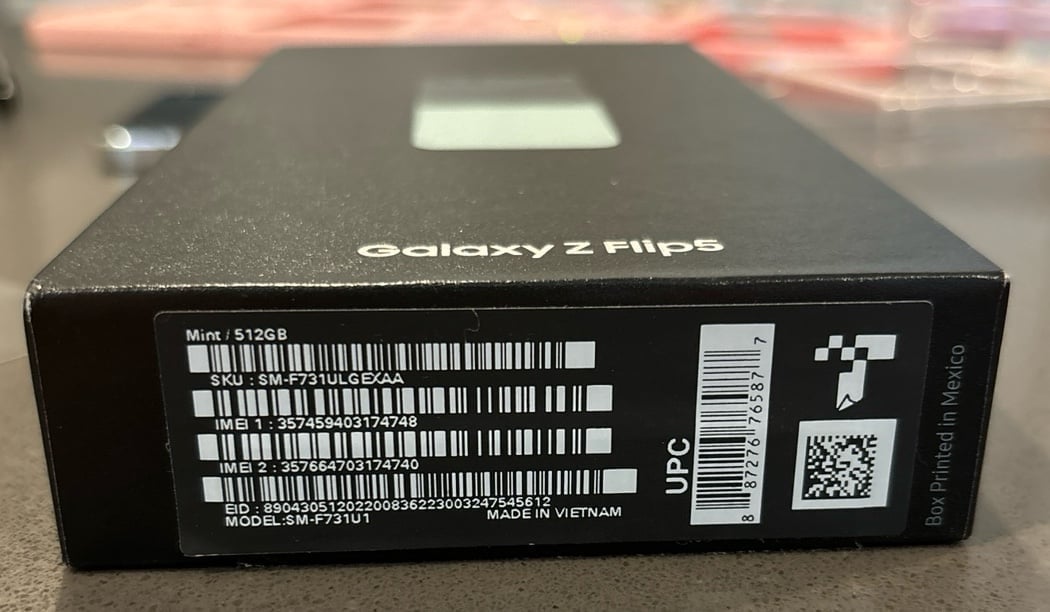 Galaxy Z Flip5
Mint / 512GB
SKU : SM-F731ULGEXAA
IMEI 1 : 357459403174748
IMEI 2 : 357664703174740
EID : 89043051202200836223003247545612
MODEL:SM-F731U1
MADE IN VIETNAM
UPC
8 87276 76587 7
Box Printed in Mexico